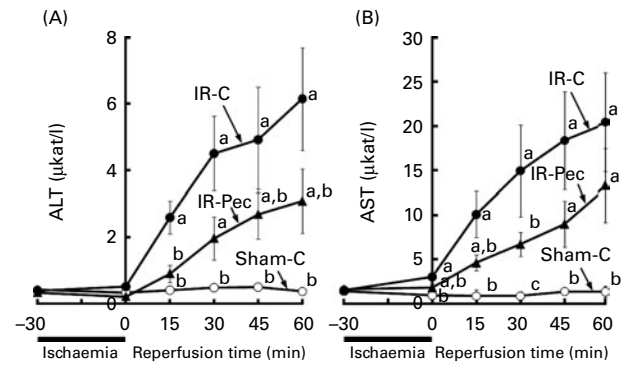 (A)
8
6
4
2
0
ALT (μkat/l)
IR-C
IR-Pec
Sham-C
a
a
a
a
b
a
a,b
a,b
b
b
b
b
–30
0
15
30
45
60
Ischaemia
Reperfusion time (min)
(B)
30
25
20
15
10
5
0
AST (μkat/l)
IR-C
IR-Pec
Sham-C
a
a
a
a
a
a,b
a,b
b
a
a
b
b
c
b
b
–30
0
15
30
45
60
Ischaemia
Reperfusion time (min)